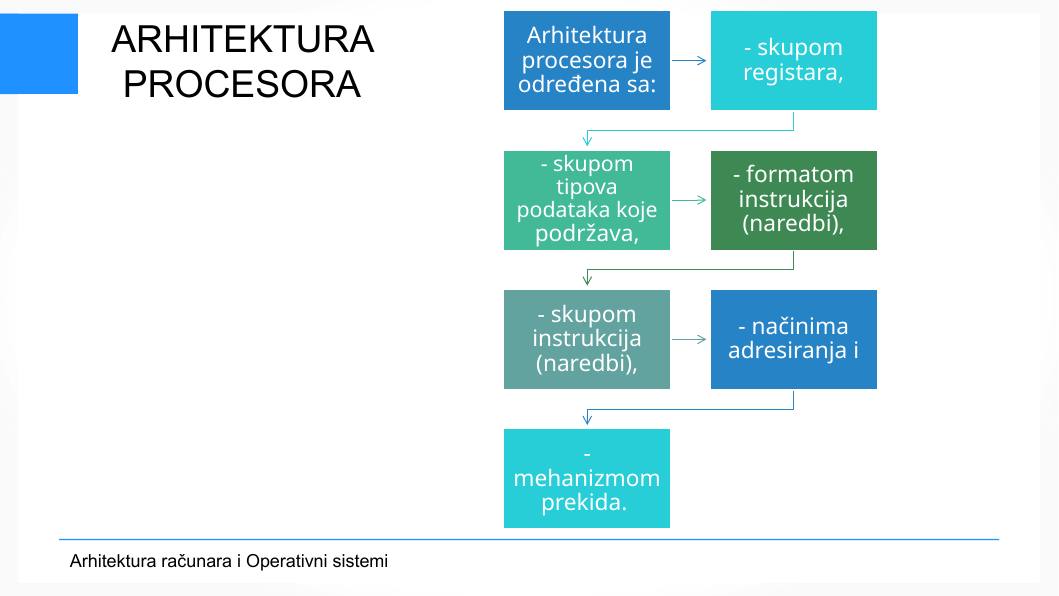 ARHITEKTURA
PROCESORA
Arhitektura
procesora je
određena sa:
- skupom
registara,
- skupom
tipova
podataka koje
podržava,
- formatom
instrukcija
(naredbi),
- skupom
instrukcija
(naredbi),
- načinima
adresiranja i
-
mehanizmom
prekida.
Arhitektura računara i Operativni sistemi